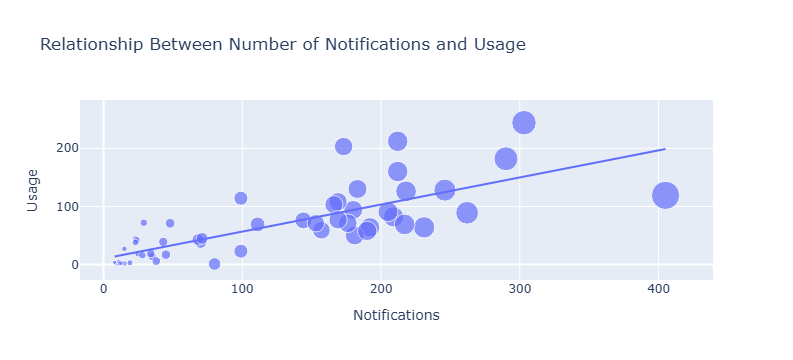 Relationship Between Number of Notifications and Usage
Usage
200
100
0
0 100 200 300 400
Notifications